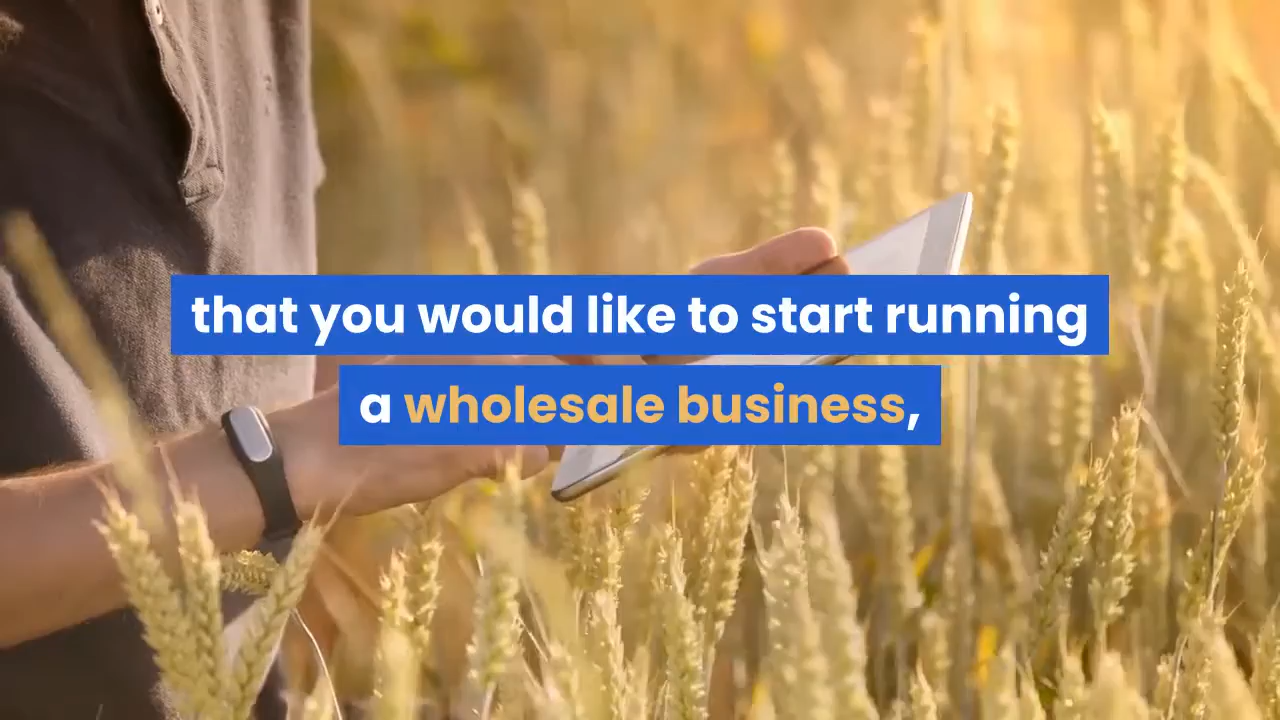 that you would like to start running
a wholesale business,